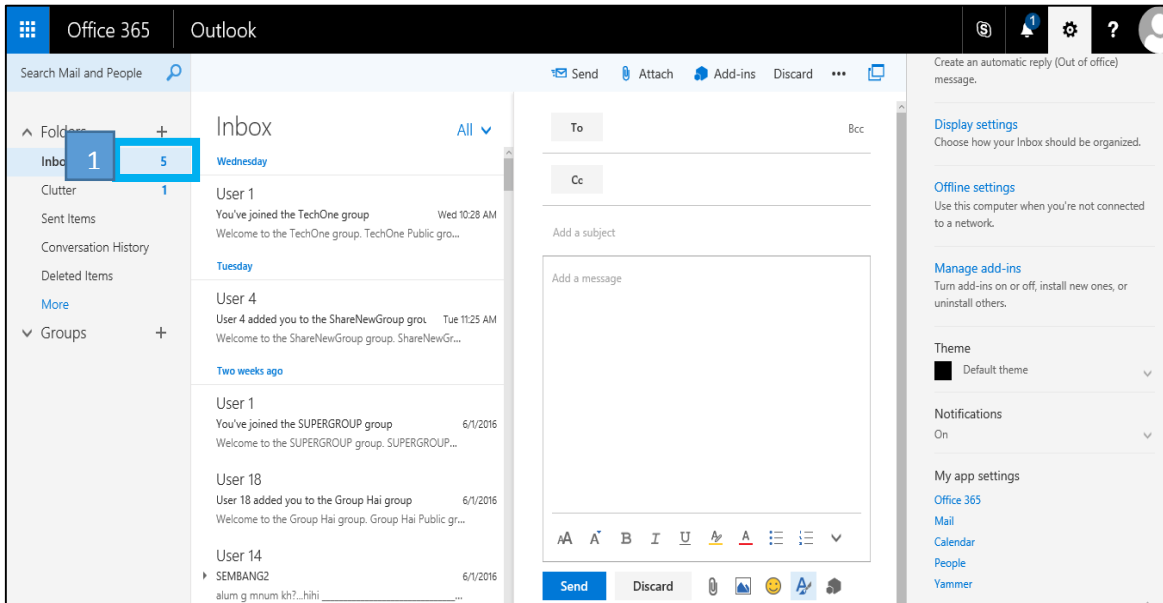 Office 365
Outlook
1
?
Search Mail and People
Send
Attach
Add-ins
Discard
•••
Folders
Inbo
1
5
Clutter
1
Sent Items
Conversation History
Deleted Items
More
Groups
Inbox
All
Wednesday
User 1
You've joined the TechOne group
Wed 10:28 AM
Welcome to the TechOne group. TechOne Public gro...
Tuesday
User 4
User 4 added you to the ShareNewGroup grou
Tue 11:25 AM
Welcome to the ShareNewGroup group. ShareNewGr...
Two weeks ago
User 1
You've joined the SUPERGROUP group
6/1/2016
Welcome to the SUPERGROUP group. SUPERGROUP...
User 18
User 18 added you to the Group Hai group
6/1/2016
Welcome to the Group Hai group. Group Hai Public gr...
User 14
SEMBANG2
6/1/2016
alum g mnum kh?...hihi ______________________...
To
Bcc
Cc
Add a subject
Add a message
AA A B I U A A
Send
Discard
Create an automatic reply (Out of office)
message.
Display settings
Choose how your Inbox should be organized.
Offline settings
Use this computer when you're not connected
to a network.
Manage add-ins
Turn add-ins on or off, install new ones, or
uninstall others.
Theme
Default theme
Notifications
On
My app settings
Office 365
Mail
Calendar
People
Yammer